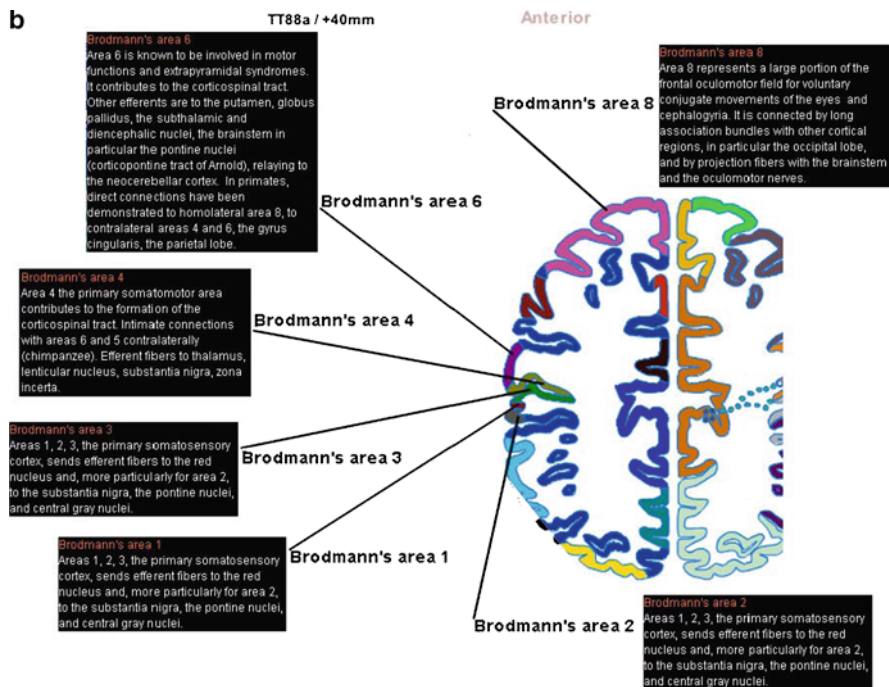 b
TT88a / +40mm
Anterior
Brodmann's area 6
Area 6 is known to be involved in motor
functions and extrapyramidal syndromes.
It contributes to the corticospinal tract.
Other efferents are to the putamen, globus
pallidus, the subthalamic and
diencephalic nuclei, the brainstem in
particular the pontine nuclei
(corticopontine tract of Arnold), relaying to
the neocerebellar cortex. In primates,
direct connections have been
demonstrated to homolateral area 8, to
contralateral areas 4 and 6, the gyrus
cingularis, the parietal lobe.
Brodmann's area 8
Area 8 represents a large portion of the
frontal oculomotor field for voluntary
conjugate movements of the eyes and
cephalogyria. It is connected by long
association bundles with other cortical
regions, in particular the occipital lobe,
and by projection fibers with the brainstem
and the oculomotor nerves.
Brodmann's area 8
Brodmann's area 6
Brodmann's area 4
Area 4 the primary somatomotor area
contributes to the formation of the
corticospinal tract. Intimate connections
with areas 6 and 5 contralaterally
(chimpanzee). Efferent fibers to thalamus,
lenticular nucleus, substantia nigra, zona
incerta.
Brodmann's area 4
Brodmann's area 3
Areas 1, 2, 3, the primary somatosensory
cortex, sends efferent fibers to the red
nucleus and, more particularly for area 2,
to the substantia nigra, the pontine nuclei,
and central gray nuclei.
Brodmann's area 3
Brodmann's area 1
Areas 1, 2, 3, the primary somatosensory
cortex, sends efferent fibers to the red
nucleus and, more particularly for area 2,
to the substantia nigra, the pontine nuclei,
and central gray nuclei.
Brodmann's area 1
Brodmann's area 2
Brodmann's area 2
Areas 1, 2, 3, the primary somatosensory
cortex, sends efferent fibers to the red
nucleus and, more particularly for area 2,
to the substantia nigra, the pontine nuclei,
and central gray nuclei.